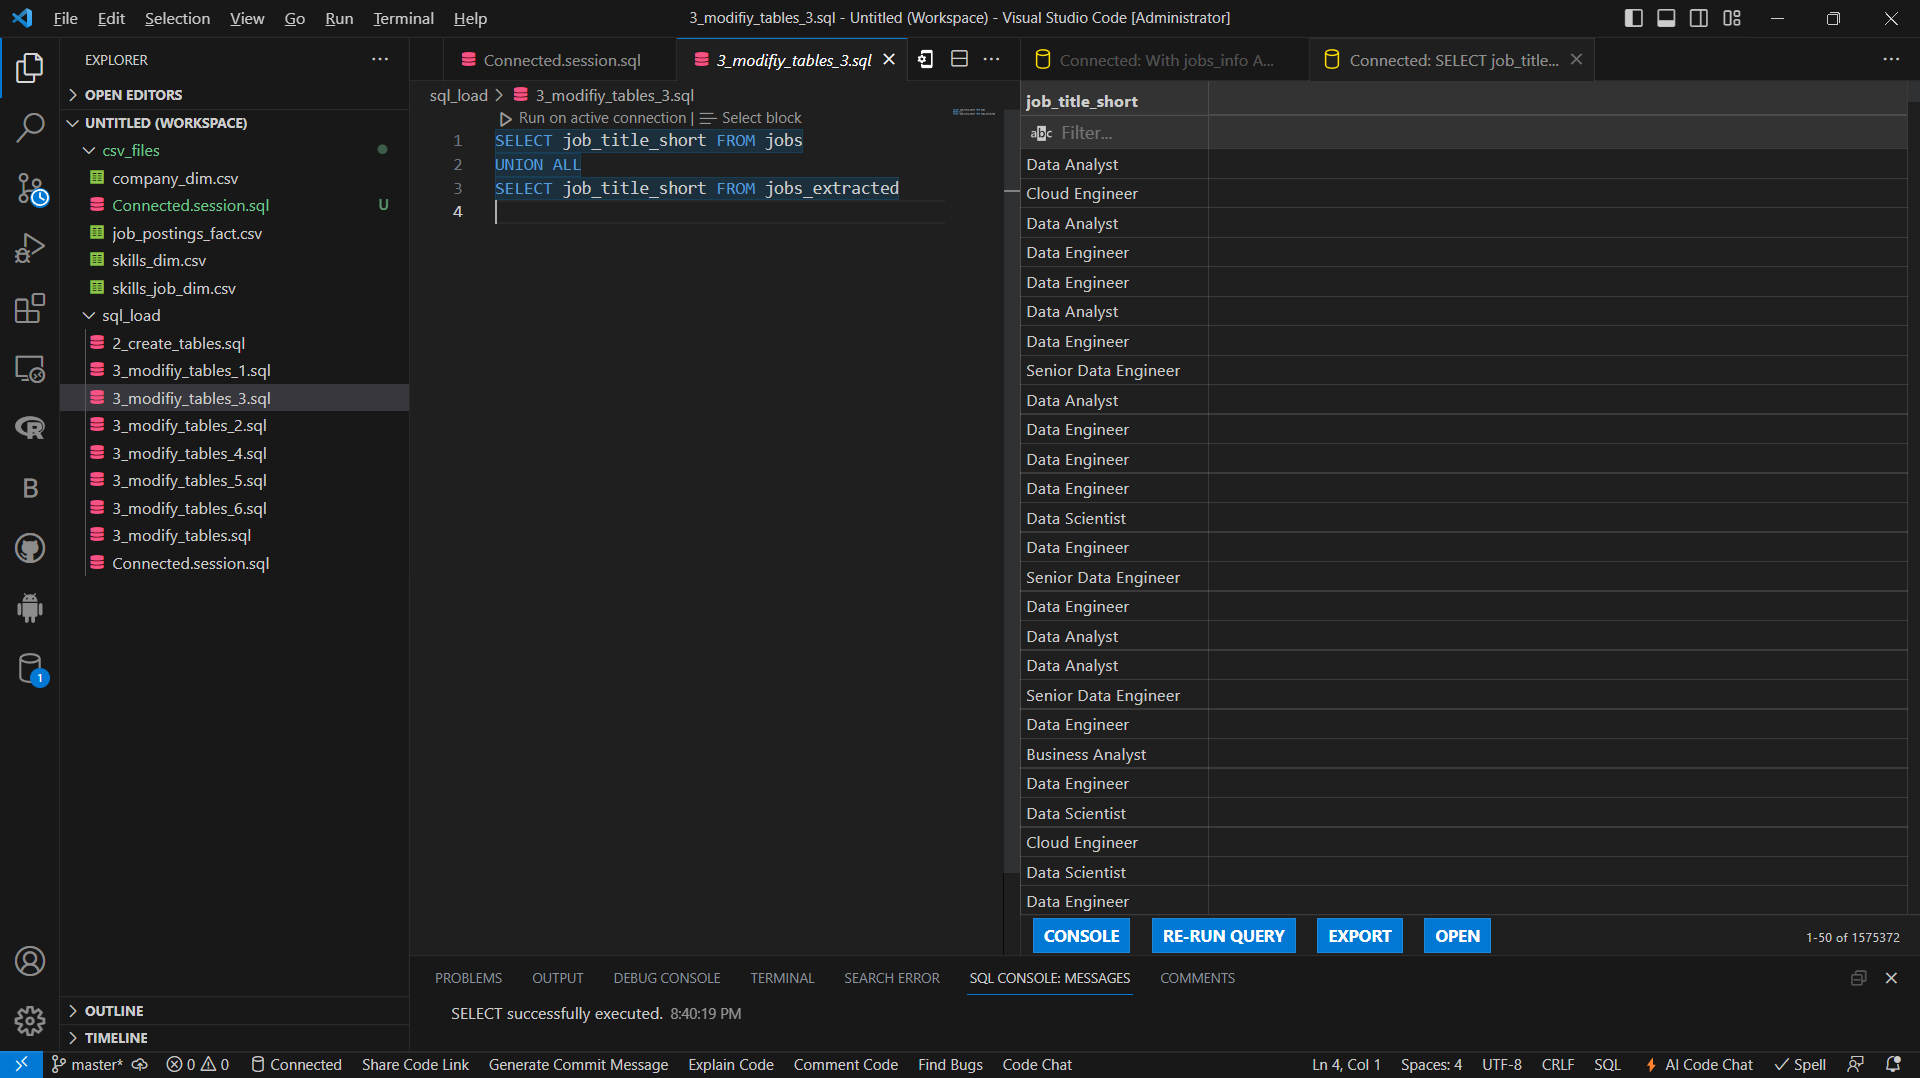 File Edit Selection View Go Run Terminal Help
3_modifiy_tables_3.sql - Untitled (Workspace) - Visual Studio Code [Administrator]
EXPLORER
OPEN EDITORS
UNTITLED (WORKSPACE)
csv_files
company_dim.csv
Connected.session.sql U
job_postings_fact.csv
skills_dim.csv
skills_job_dim.csv
sql_load
2_create_tables.sql
3_modifiy_tables_1.sql
3_modifiy_tables_3.sql
3_modify_tables_2.sql
3_modify_tables_4.sql
3_modify_tables_5.sql
3_modify_tables_6.sql
3_modify_tables.sql
Connected.session.sql
OUTLINE
TIMELINE
R
B
1
Connected.session.sql 3_modifiy_tables_3.sql
sql_load > 3_modifiy_tables_3.sql
Run on active connection | Select block
1 SELECT job_title_short FROM jobs
2 UNION ALL
3 SELECT job_title_short FROM jobs_extracted
4
Connected: With jobs_info A... Connected: SELECT job_title...
job_title_short
abc Filter...
Data Analyst
Cloud Engineer
Data Analyst
Data Engineer
Data Engineer
Data Analyst
Data Engineer
Senior Data Engineer
Data Analyst
Data Engineer
Data Engineer
Data Engineer
Data Scientist
Data Engineer
Senior Data Engineer
Data Engineer
Data Analyst
Data Analyst
Senior Data Engineer
Data Engineer
Business Analyst
Data Engineer
Data Scientist
Cloud Engineer
Data Scientist
Data Engineer
CONSOLE RE-RUN QUERY EXPORT OPEN 1-50 of 1575372
PROBLEMS OUTPUT DEBUG CONSOLE TERMINAL SEARCH ERROR SQL CONSOLE: MESSAGES COMMENTS
SELECT successfully executed. 8:40:19 PM
master* 0 0 Connected Share Code Link Generate Commit Message Explain Code Comment Code Find Bugs Code Chat Ln 4, Col 1 Spaces: 4 UTF-8 CRLF SQL AI Code Chat Spell